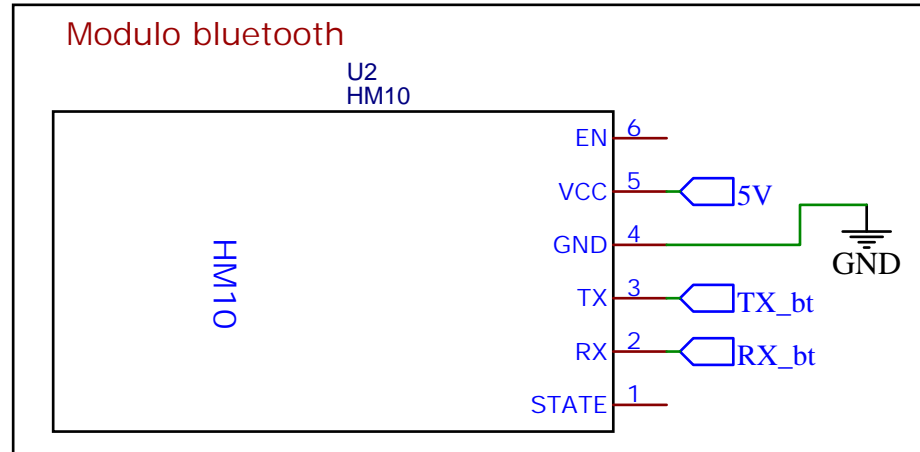 Modulo bluetooth
U2
HM10
EN 6
VCC 5 5V
GND 4 GND
HM10
TX 3 TX_bt
RX 2 RX_bt
STATE 1